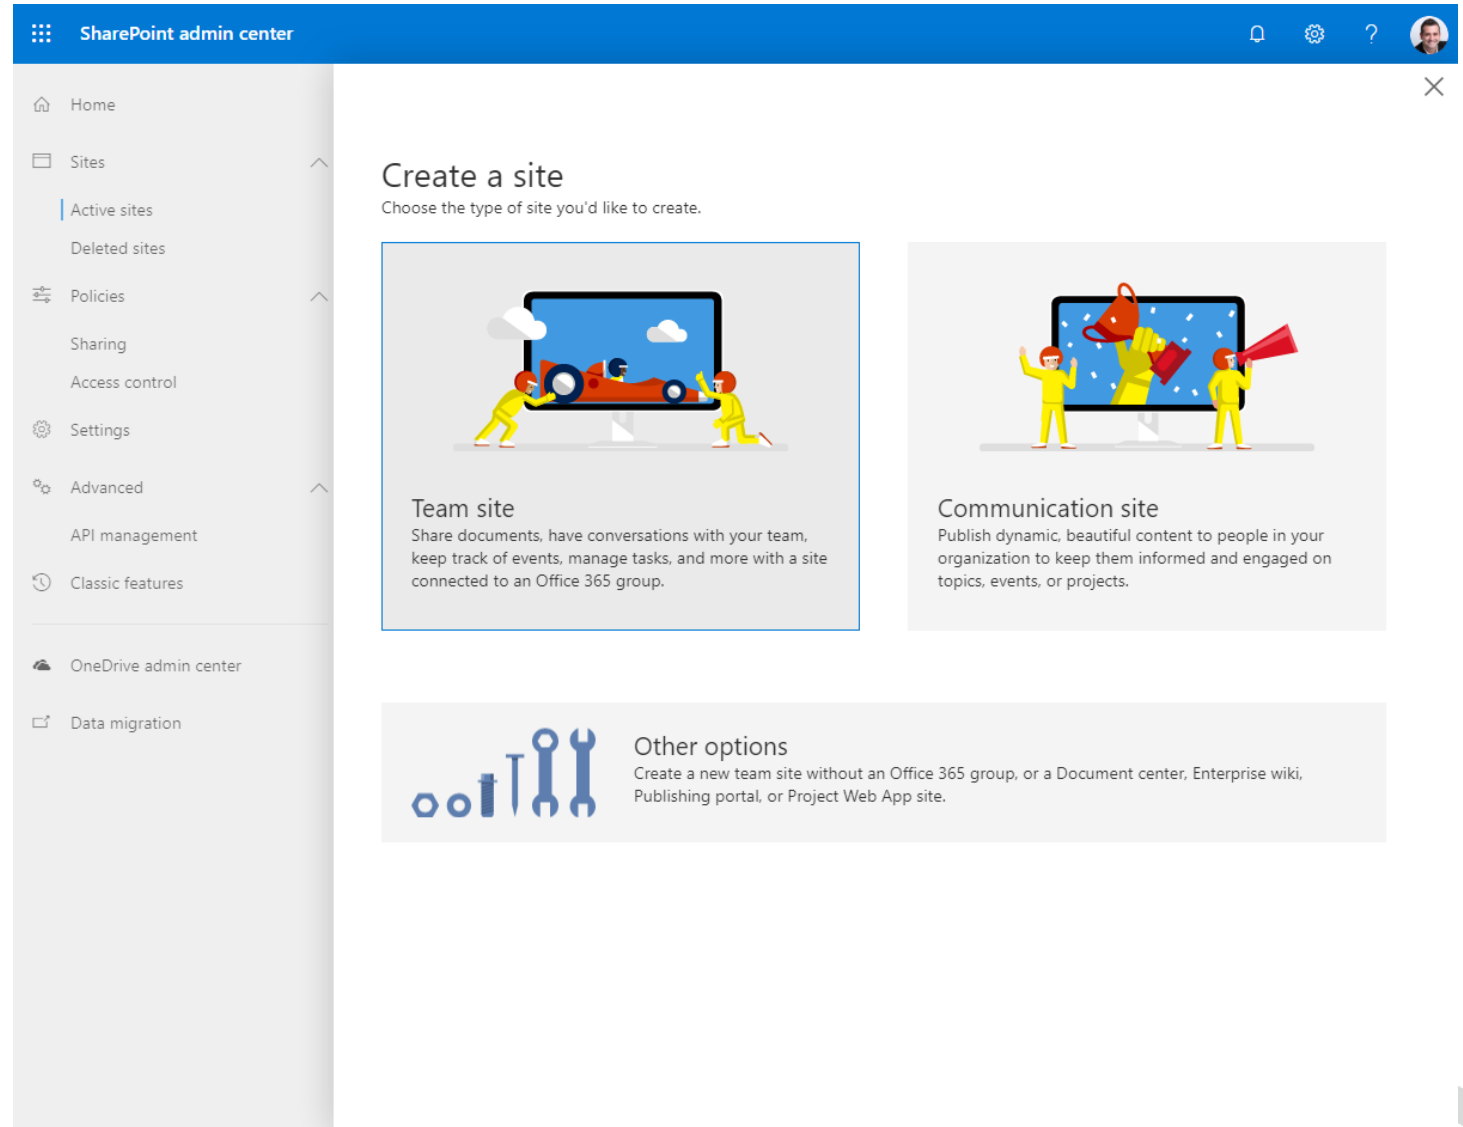 SharePoint admin center
Home
Sites
Active sites
Deleted sites
Policies
Sharing
Access control
Settings
Advanced
API management
Classic features
OneDrive admin center
Data migration
Create a site
Choose the type of site you'd like to create.
Team site
Share documents, have conversations with your team,
keep track of events, manage tasks, and more with a site
connected to an Office 365 group.
Communication site
Publish dynamic, beautiful content to people in your
organization to keep them informed and engaged on
topics, events, or projects.
Other options
Create a new team site without an Office 365 group, or a Document center, Enterprise wiki,
Publishing portal, or Project Web App site.